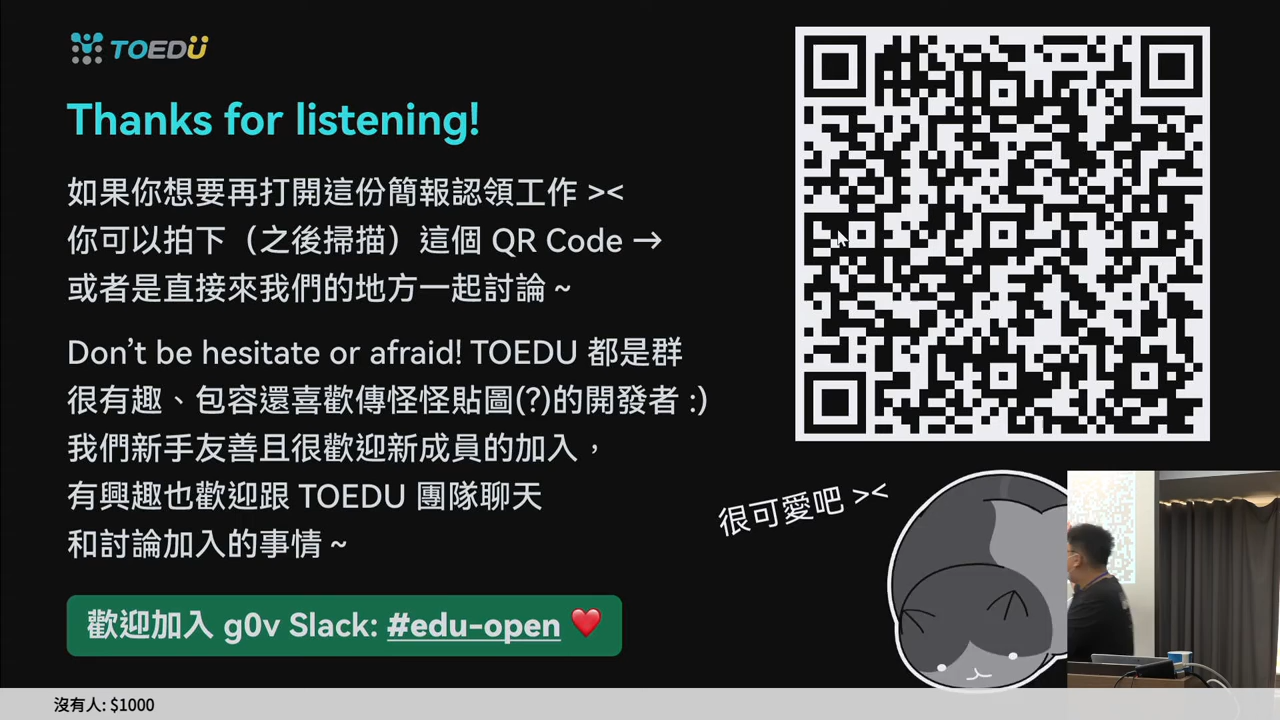 TOEDU
Thanks for listening!
如果你想要再打開這份簡報認領工作 ><
你可以拍下（之後掃描）這個 QR Code →
或者是直接來我們的地方一起討論 ~
Don’t be hesitate or afraid! TOEDU 都是群
很有趣、包容還喜歡傳怪怪貼圖(?)的開發者 :)
我們新手友善且很歡迎新成員的加入，
有興趣也歡迎跟 TOEDU 團隊聊天
和討論加入的事情 ~
很可愛吧 ><
歡迎加入 g0v Slack: #edu-open ❤️
沒有人: $1000